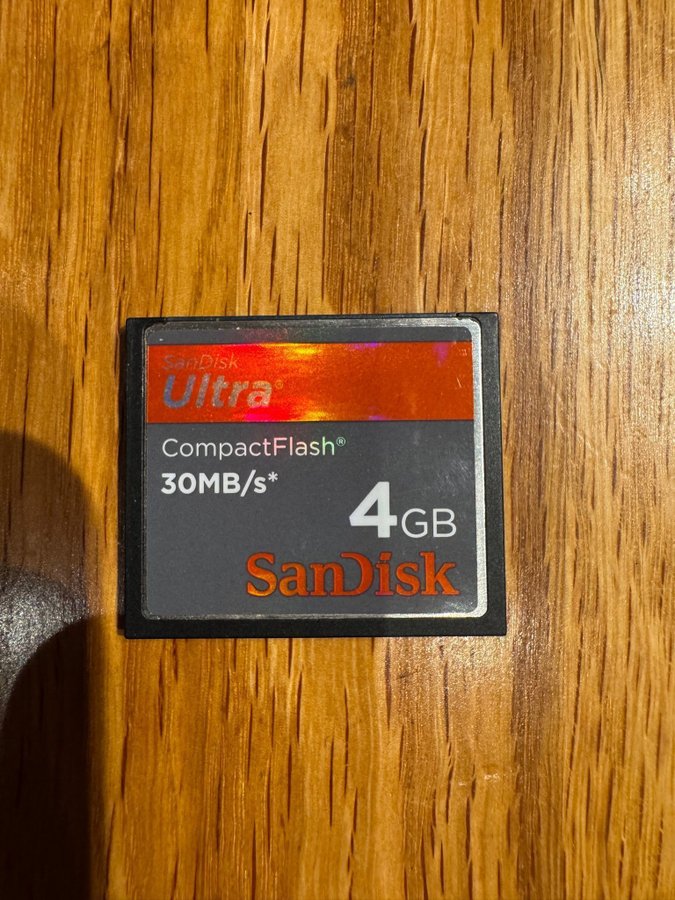 SanDisk
Ultra®
CompactFlash®
30MB/s*
4GB
SanDisk